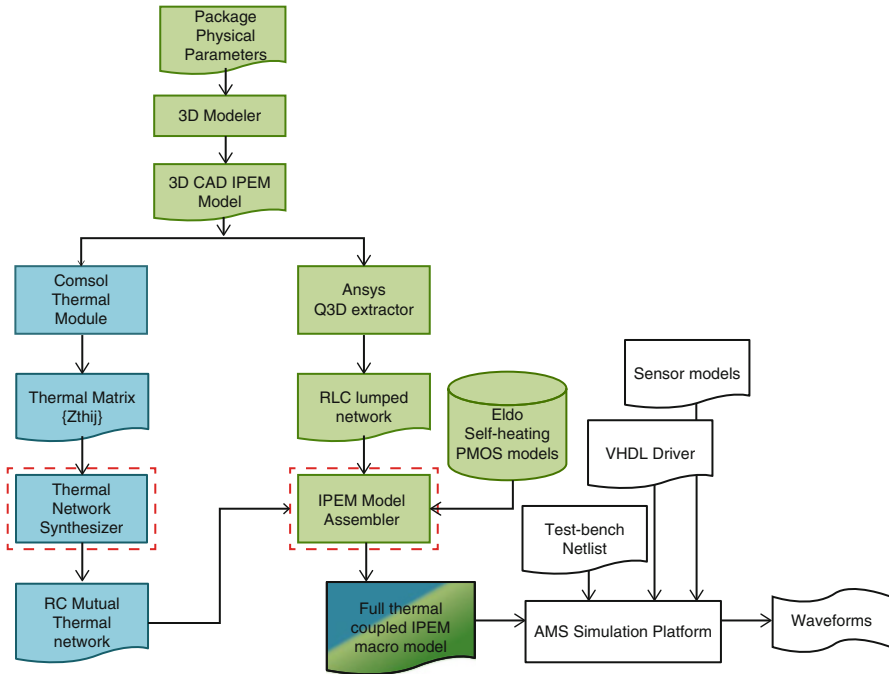 Package
Physical
Parameters
3D Modeler
3D CAD IPEM
Model
Comsol
Thermal
Module
Ansys
Q3D extractor
Thermal Matrix
{Zthij}
RLC lumped
network
Eldo
Self-heating
PMOS models
Sensor models
VHDL Driver
Thermal
Network
Synthesizer
IPEM Model
Assembler
Test-bench
Netlist
RC Mutual
Thermal
network
Full thermal
coupled IPEM
macro model
AMS Simulation Platform
Waveforms